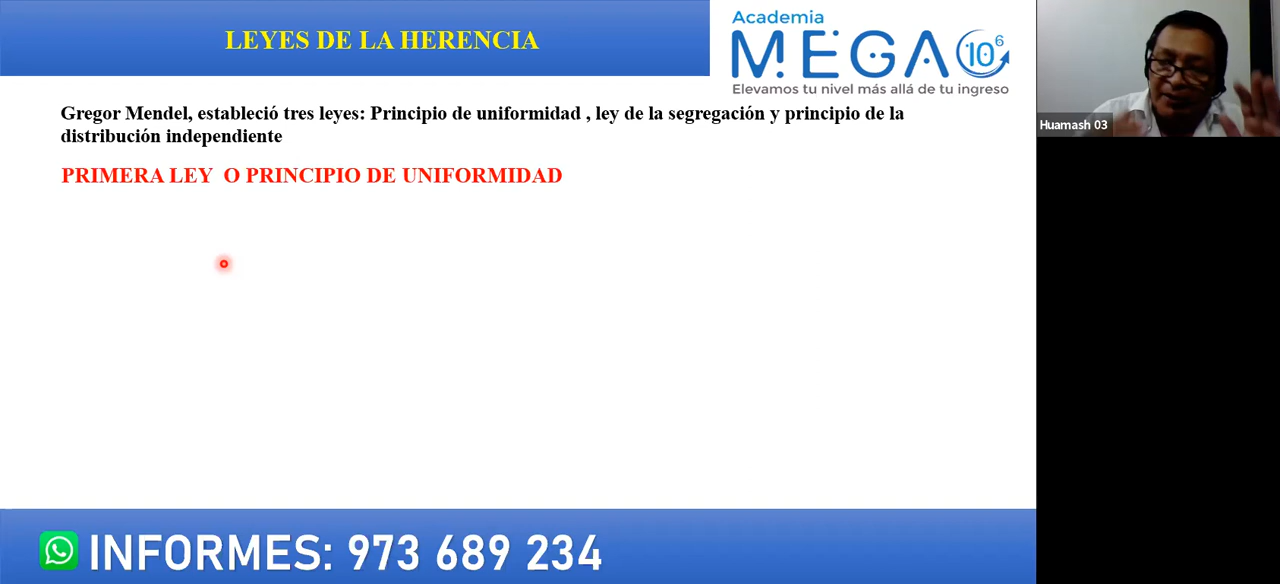 LEYES DE LA HERENCIA
Academia
MEGA 10⁶
Elevamos tu nivel más allá de tu ingreso
Gregor Mendel, estableció tres leyes: Principio de uniformidad , ley de la segregación y principio de la
distribución independiente
PRIMERA LEY O PRINCIPIO DE UNIFORMIDAD
Huamash 03
INFORMES: 973 689 234